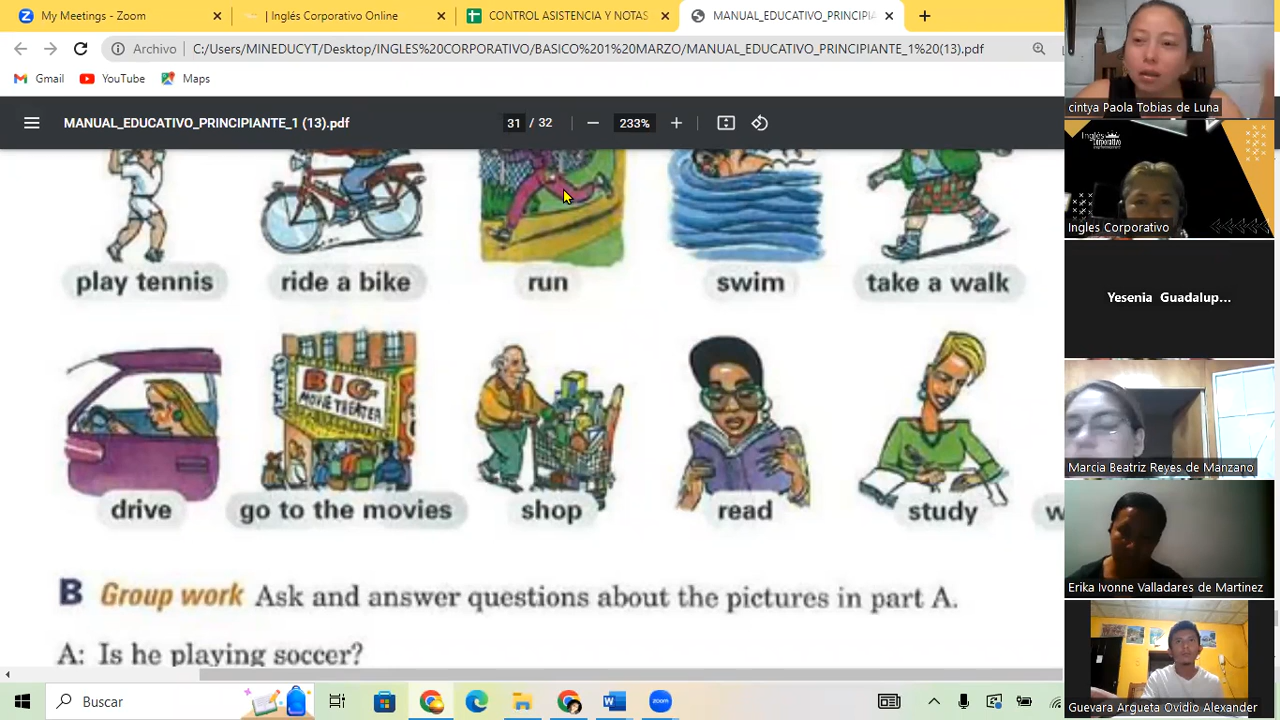 My Meetings - Zoom
| Inglés Corporativo Online
CONTROL ASISTENCIA Y NOTAS
MANUAL_EDUCATIVO_PRINCIPIA
Archivo
C:/Users/MINEDUCYT/Desktop/INGLES%20CORPORATIVO/BASICO%201%20MARZO/MANUAL_EDUCATIVO_PRINCIPIANTE_1%20(13).pdf
Gmail
YouTube
Maps
MANUAL_EDUCATIVO_PRINCIPIANTE_1 (13).pdf
31 / 32
233%
play tennis
ride a bike
run
swim
take a walk
BIG
MOVIE THEATER
drive
go to the movies
shop
read
study
w
B Group work Ask and answer questions about the pictures in part A.
A: Is he playing soccer?
Buscar
zoom
cintya Paola Tobias de Luna
Inglés
Corporativo
Ingles Corporativo
Yesenia Guadalup...
Marcia Beatriz Reyes de Manzano
Erika Ivonne Valladares de Martinez
Guevara Argueta Ovidio Alexander